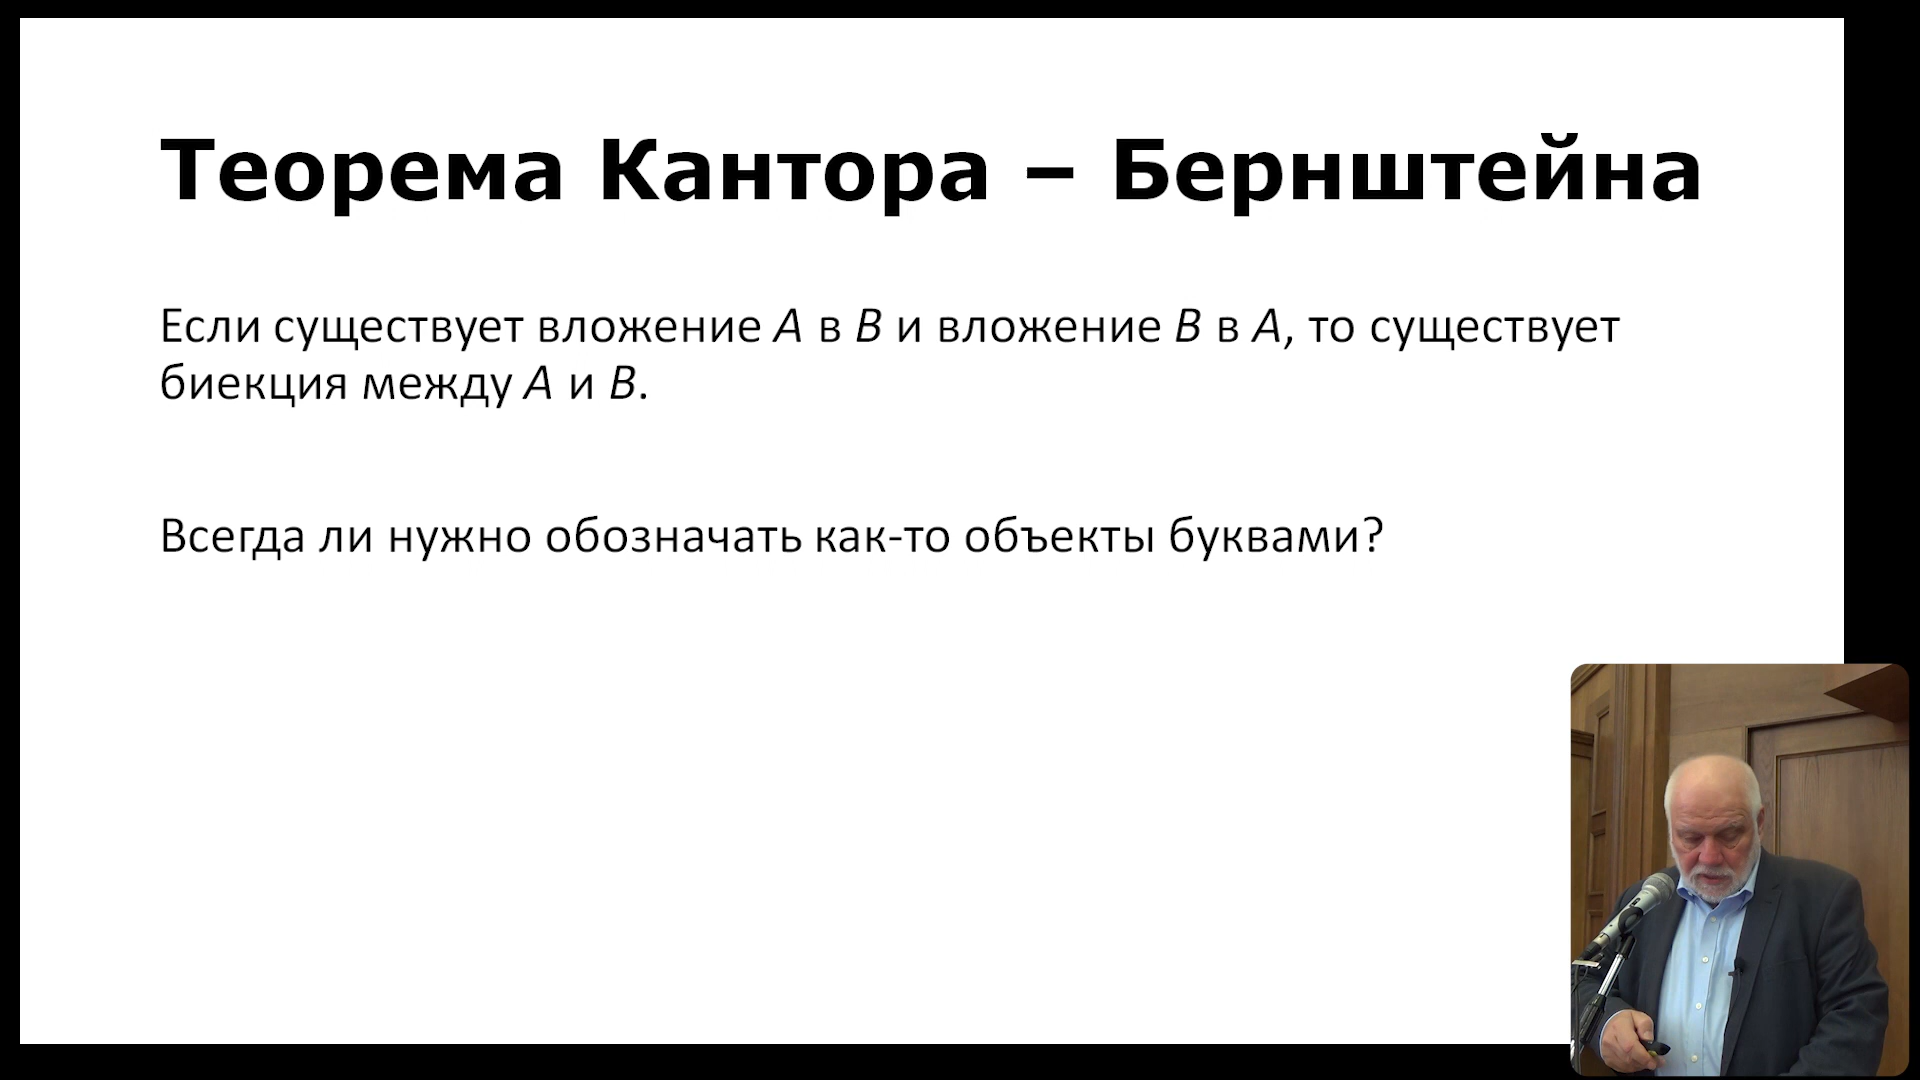 Теорема Кантора – Бернштейна
Если существует вложение A в B и вложение B в A, то существует
биекция между A и B.
Всегда ли нужно обозначать как-то объекты буквами?